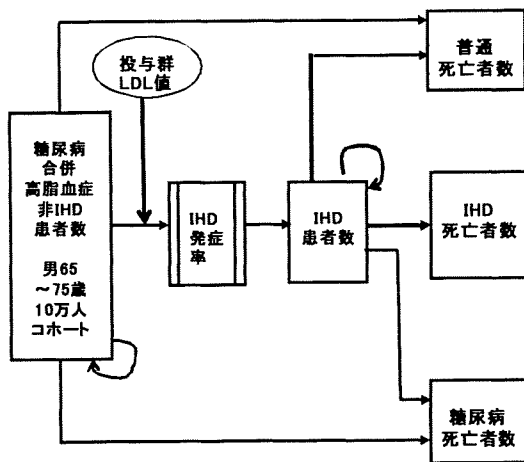 普通
死亡者数
投与群
LDL値
糖尿病
合併
高脂血症
非IHD
患者数
男65
～75歳
10万人
コホート
IHD
発症
率
IHD
患者数
IHD
死亡者数
糖尿病
死亡者数